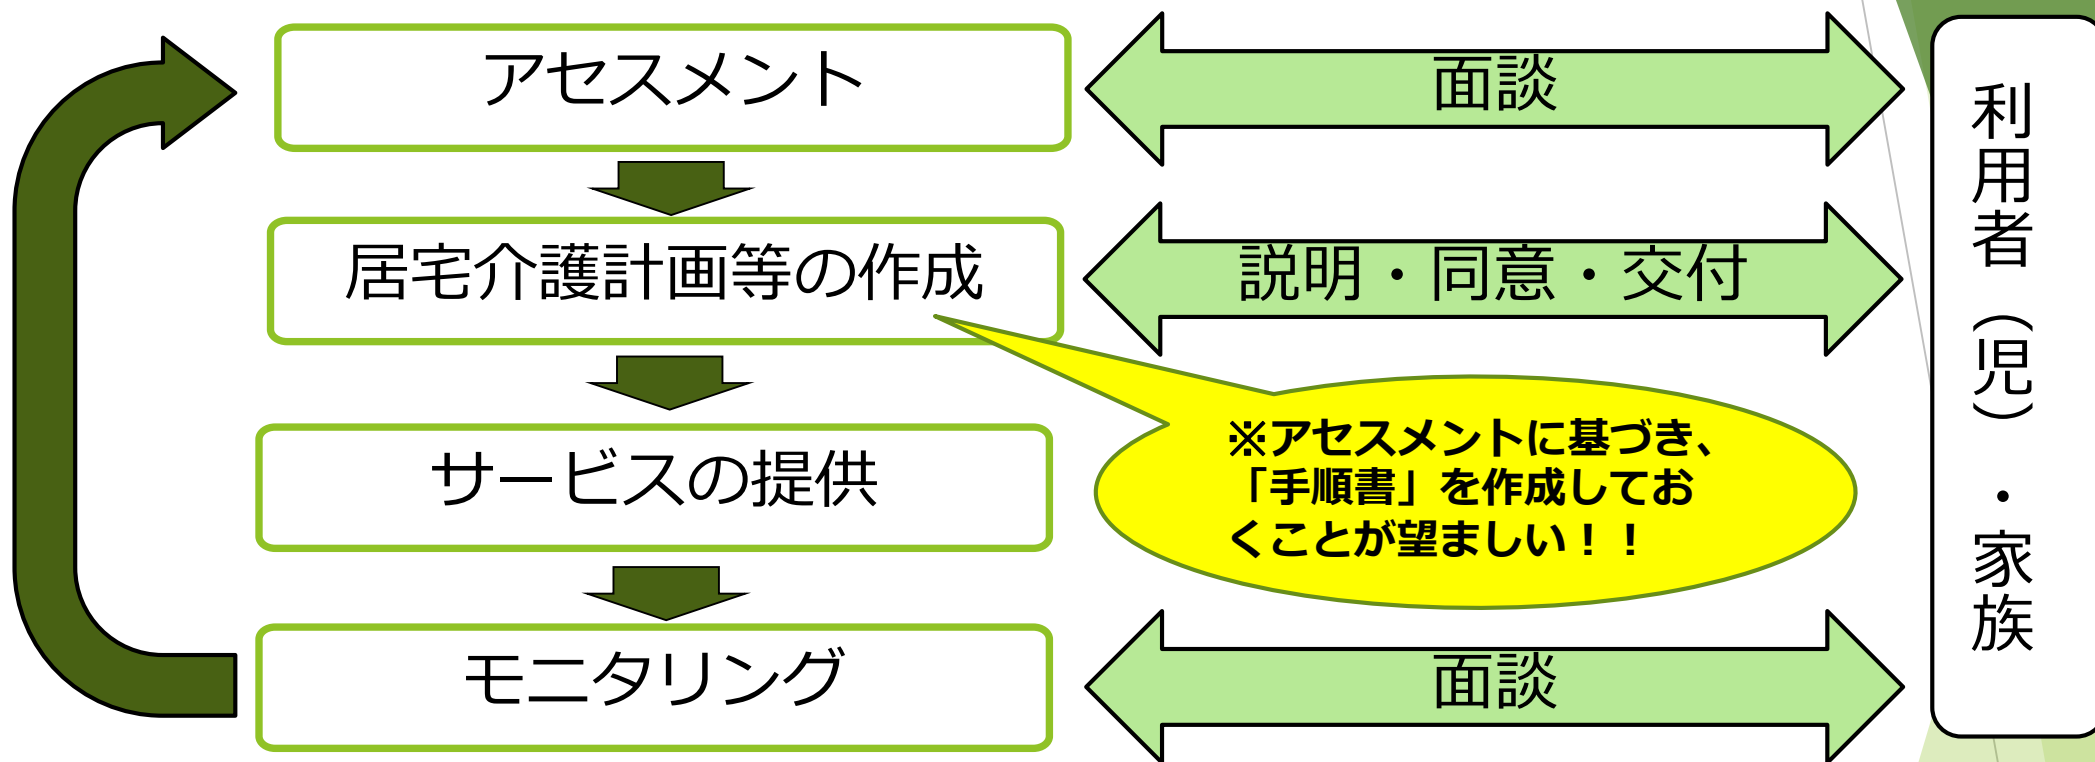 アセスメント
面談
居宅介護計画等の作成
説明・同意・交付
※アセスメントに基づき、
「手順書」を作成してお
くことが望ましい！！
サービスの提供
モニタリング
面談
利用者（児）・家族